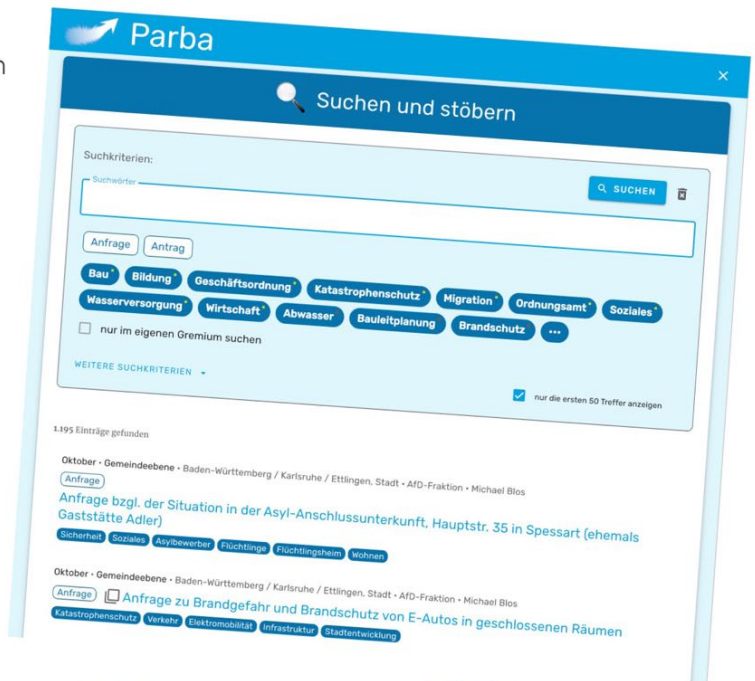 Parba
Suchen und stöbern
Suchkriterien:
SUCHEN
Suchwörter
Anfrage Antrag
Bau Bildung Geschäftsordnung Katastrophenschutz Migration Ordnungsamt Soziales
Wasserversorgung Wirtschaft Abwasser Bauleitplanung Brandschutz ...
nur im eigenen Gremium suchen
WEITERE SUCHKRITERIEN
nur die ersten 50 Treffer anzeigen
1.195 Einträge gefunden
Oktober • Gemeindeebene • Baden-Württemberg / Karlsruhe / Ettlingen, Stadt • AfD-Fraktion • Michael Blos
Anfrage
Anfrage bzgl. der Situation in der Asyl-Anschlussunterkunft, Hauptstr. 35 in Spessart (ehemals
Gaststätte Adler)
Sicherheit Soziales Asylbewerber Flüchtlinge Flüchtlingsheim Wohnen
Oktober • Gemeindeebene • Baden-Württemberg / Karlsruhe / Ettlingen, Stadt • AfD-Fraktion • Michael Blos
Anfrage Anfrage zu Brandgefahr und Brandschutz von E-Autos in geschlossenen Räumen
Katastrophenschutz Verkehr Elektromobilität Infrastruktur Stadtentwicklung